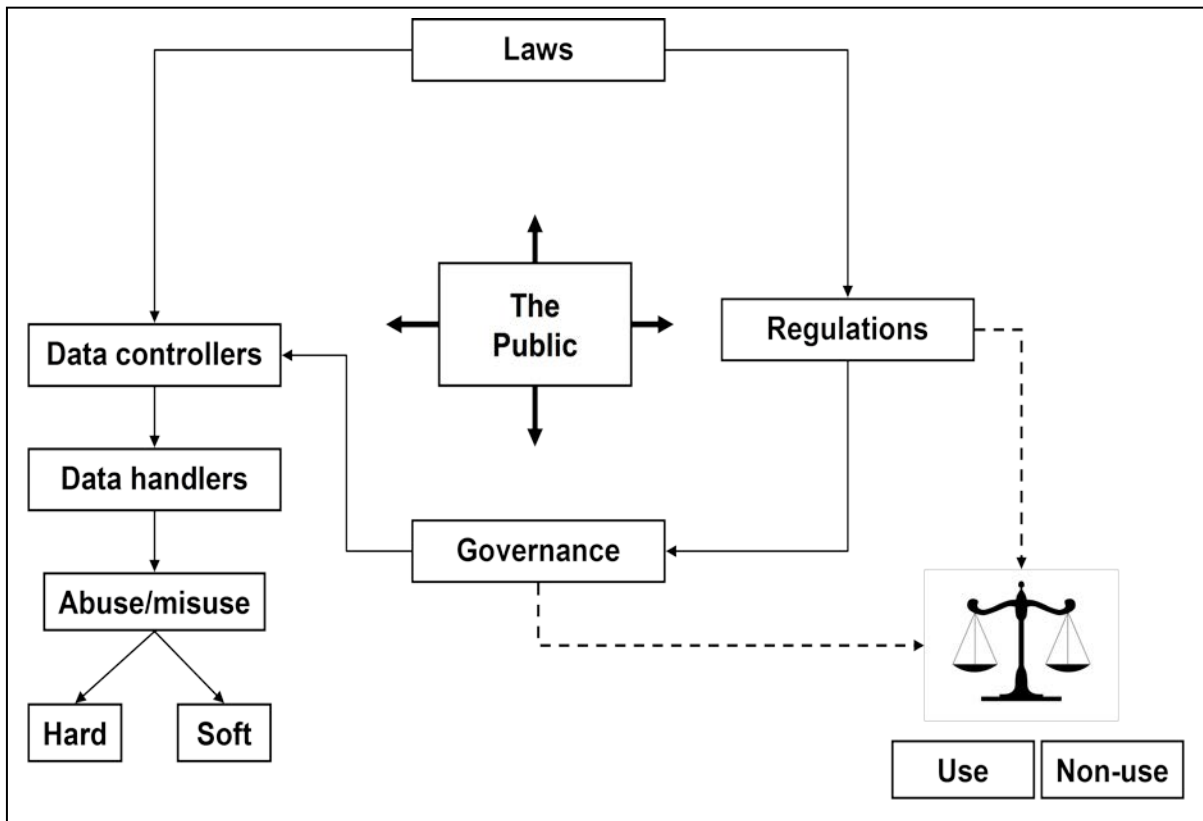 Laws
The
Public
Regulations
Data controllers
Data handlers
Governance
Abuse/misuse
Hard
Soft
Use
Non-use